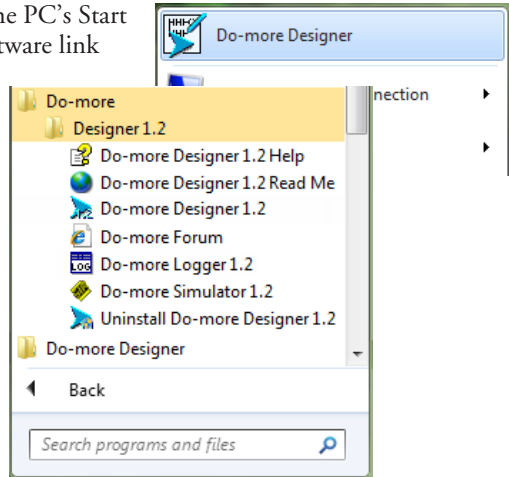 ne PC's Start
tware link
Do-more Designer
nection
Do-more
Designer 1.2
Do-more Designer 1.2 Help
Do-more Designer 1.2 Read Me
Do-more Designer 1.2
Do-more Forum
LOG Do-more Logger 1.2
Do-more Simulator 1.2
Uninstall Do-more Designer 1.2
Do-more Designer
Back
Search programs and files